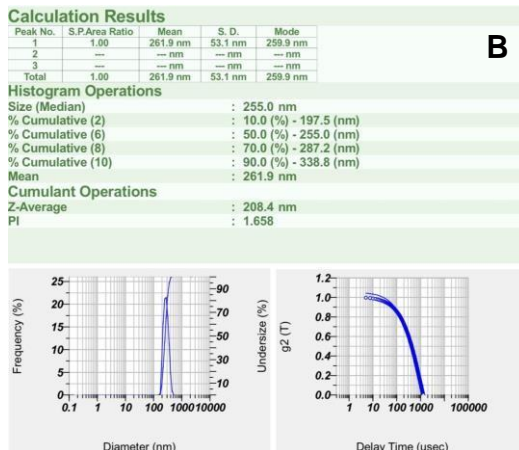 Calculation Results
Peak No. S.P.Area Ratio Mean S. D. Mode
1 1.00 261.9 nm 53.1 nm 259.9 nm
2 --- --- nm --- nm --- nm
3 --- --- nm --- nm --- nm
Total 1.00 261.9 nm 53.1 nm 259.9 nm
B
Histogram Operations
Size (Median) : 255.0 nm
% Cumulative (2) : 10.0 (%) - 197.5 (nm)
% Cumulative (6) : 50.0 (%) - 255.0 (nm)
% Cumulative (8) : 70.0 (%) - 287.2 (nm)
% Cumulative (10) : 90.0 (%) - 338.8 (nm)
Mean : 261.9 nm
Cumulant Operations
Z-Average : 208.4 nm
PI : 1.658
Frequency (%)
25
20
15
10
5
0
90
70
50
30
10
Undersize (%)
0.1 1 10 100 1000 10000
Diameter (nm)
g2 (T)
1.2
1.0
0.8
0.6
0.4
0.2
0.0
1 10 100 1000 100000
Delay Time (usec)